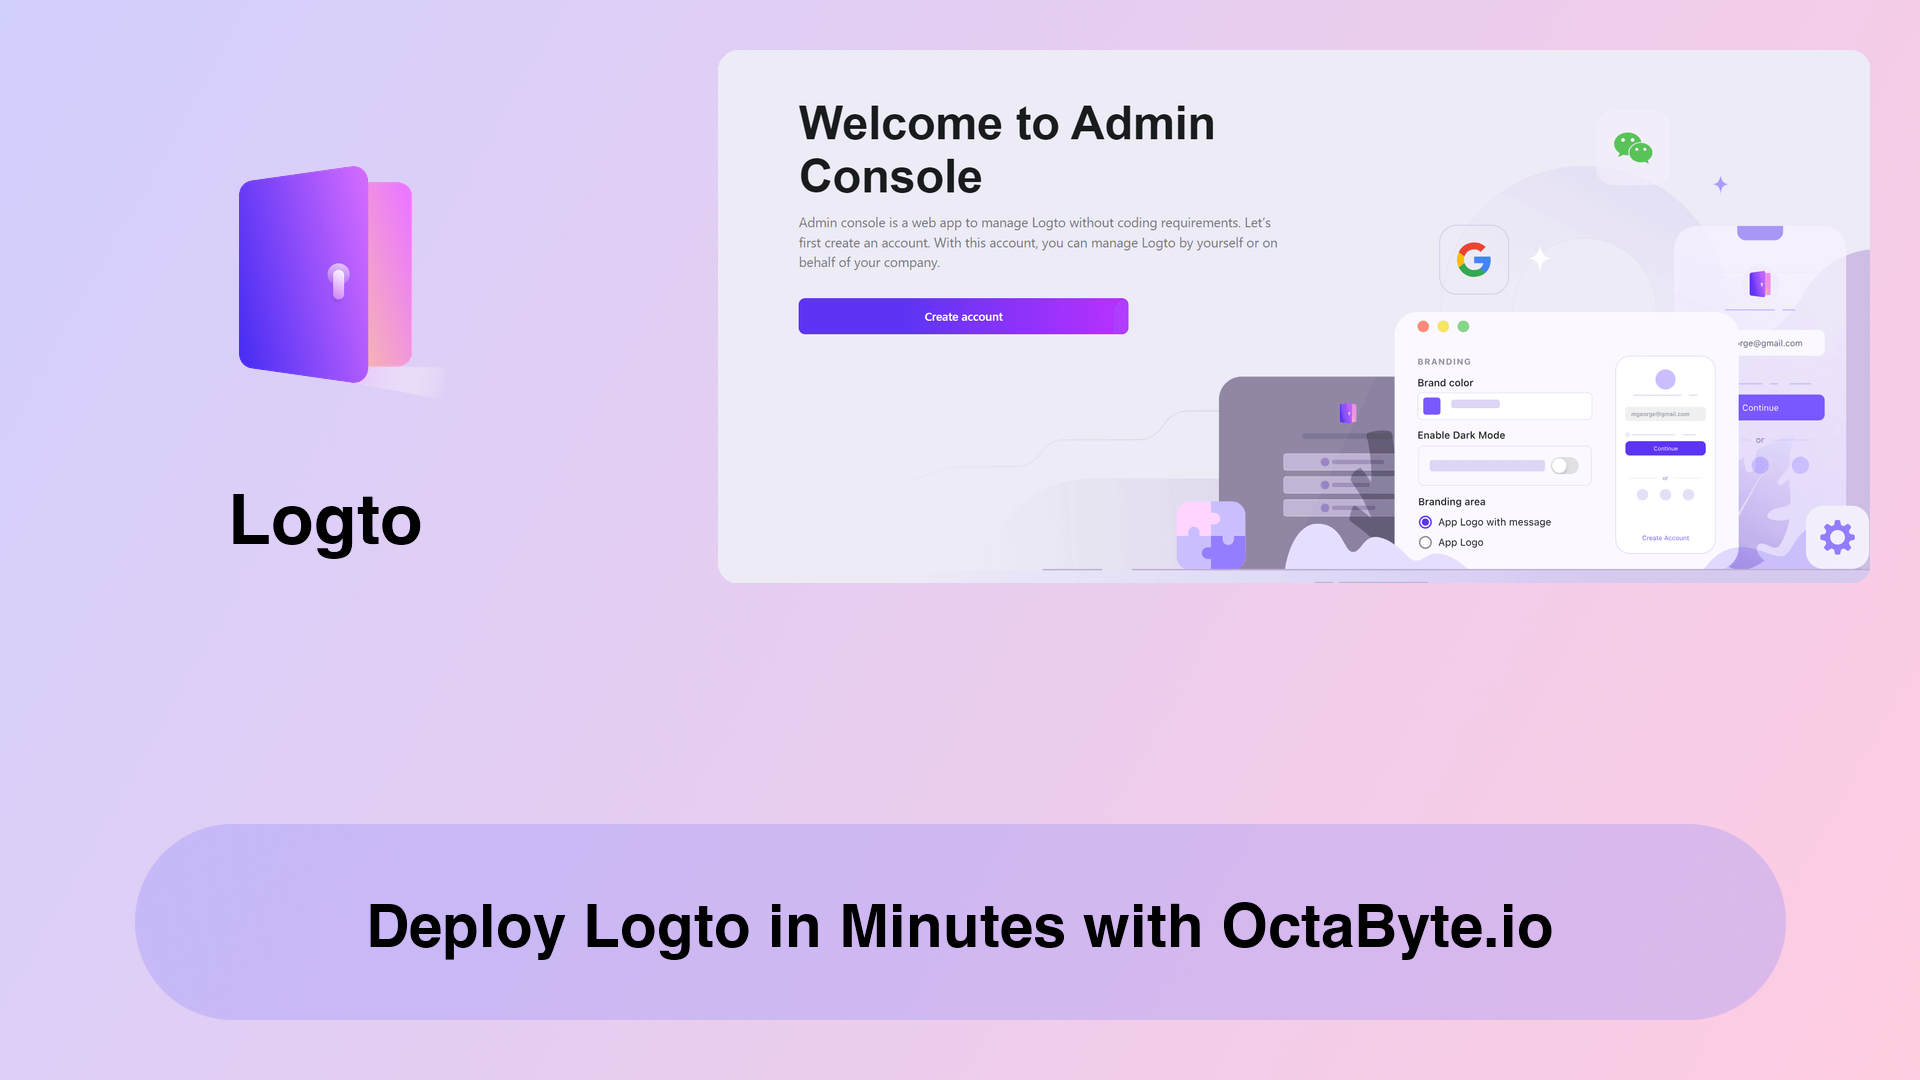 Logto
Welcome to Admin
Console
Admin console is a web app to manage Logto without coding requirements. Let's
first create an account. With this account, you can manage Logto by yourself or on
behalf of your company.
Create account
BRANDING
Brand color
Enable Dark Mode
Branding area
App Logo with message
App Logo
mgeorge@gmail.com
Continue
or
Create Account
rge@gmail.com
Continue
or
Deploy Logto in Minutes with OctaByte.io